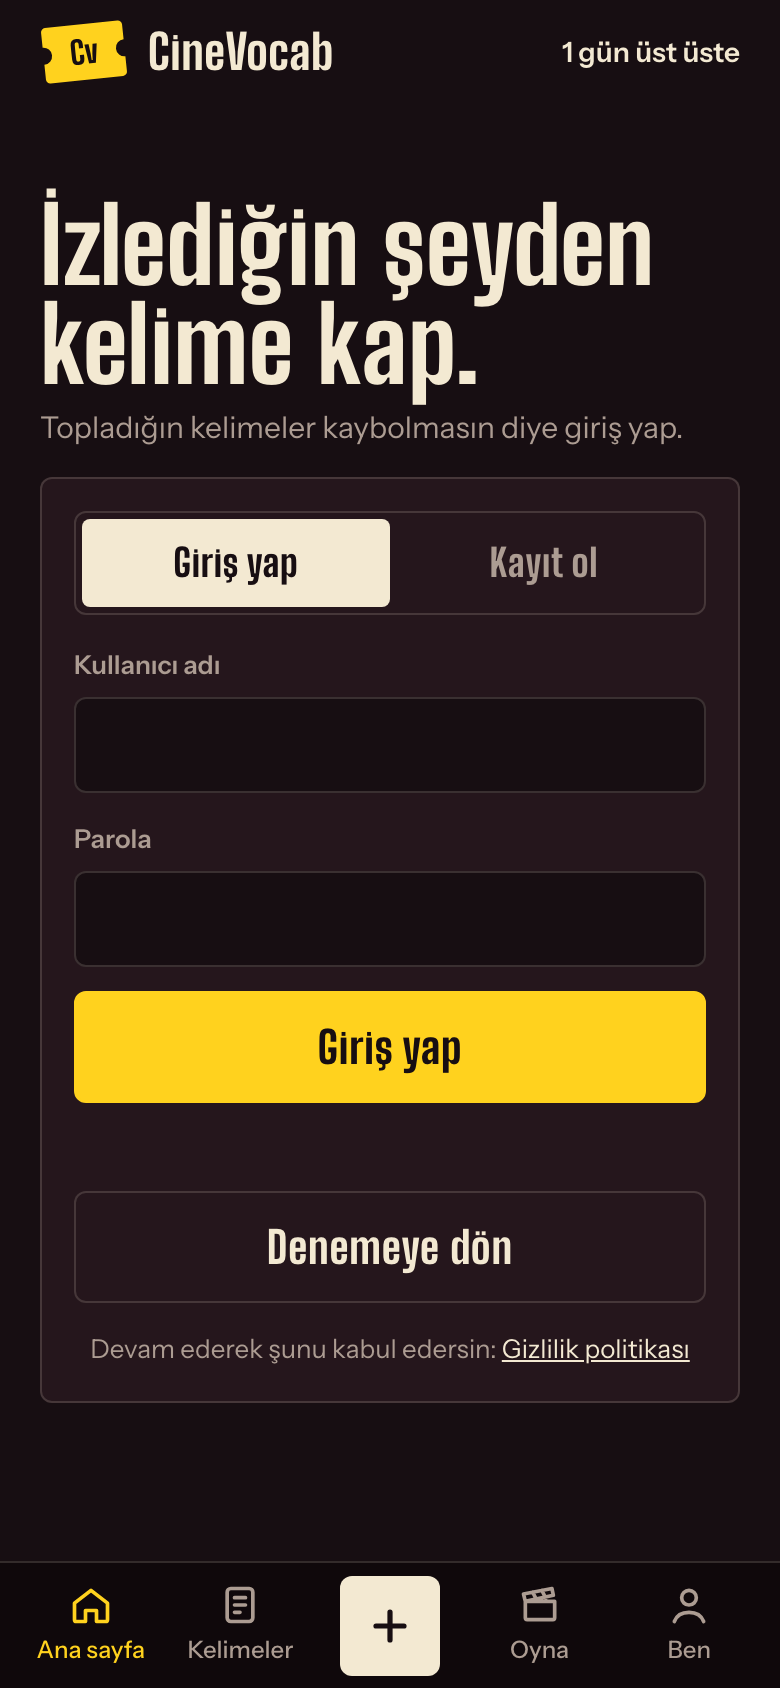 Cv CineVocab 1 gün üst üste
İzlediğin şeyden
kelime kap.
Topladığın kelimeler kaybolmasın diye giriş yap.
Giriş yap Kayıt ol
Kullanıcı adı
Parola
Giriş yap
Denemeye dön
Devam ederek şunu kabul edersin: Gizlilik politikası
Ana sayfa Kelimeler + Oyna Ben